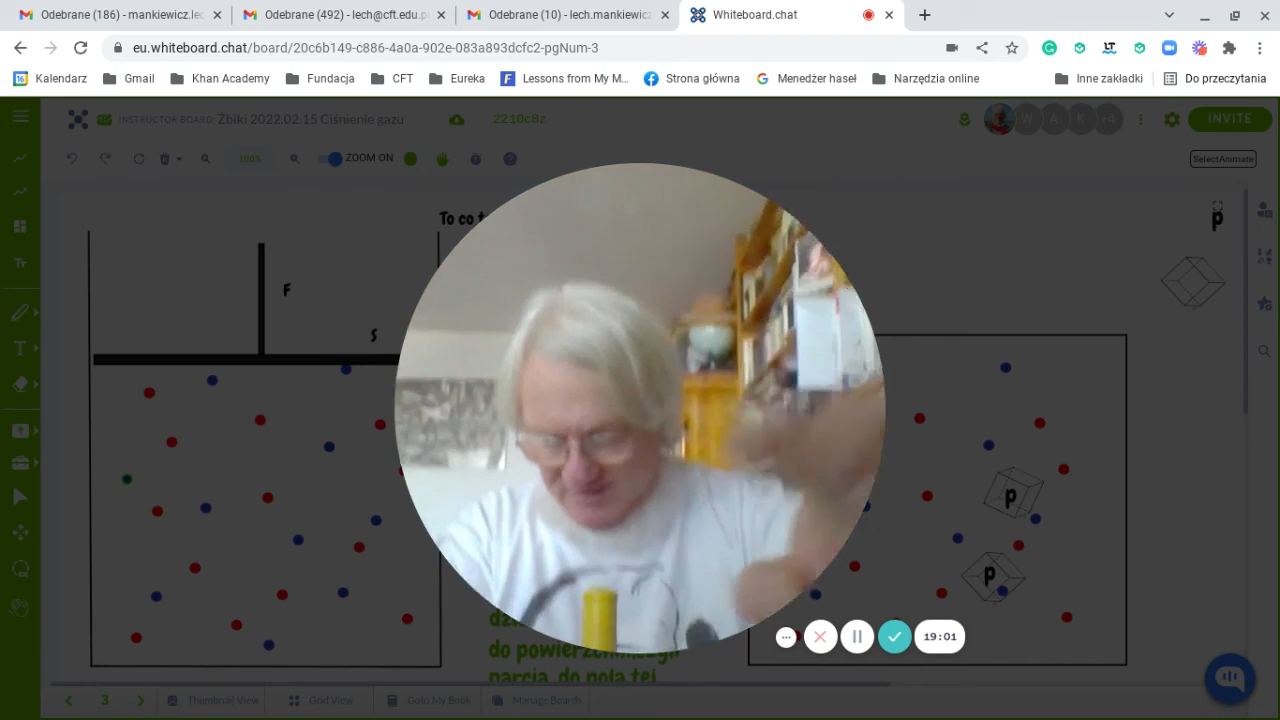 Odebrane (186) - mankiewicz.lec
Odebrane (492) - lech@cft.edu.p
Odebrane (10) - lech.mankiewicz
Whiteboard.chat
eu.whiteboard.chat/board/20c6b149-c886-4a0a-902e-083a893dcfc2-pgNum-3
Kalendarz
Gmail
Khan Academy
Fundacja
CFT
Eureka
Lessons from My M...
Strona główna
Menedżer haseł
Narzędzia online
Inne zakładki
Do przeczytania
INSTRUCTOR BOARD: Żbiki 2022.02.15 Ciśnienie gazu
2210c8z
W
A
K
+4
INVITE
100%
ZOOM ON
SelectAnimate
To co t
p
F
S
p
p
do powierzchni, czyli
parcia, do pola tej
19:01
3
Thumbnail View
Grid View
Goto My Book
Manage Boards